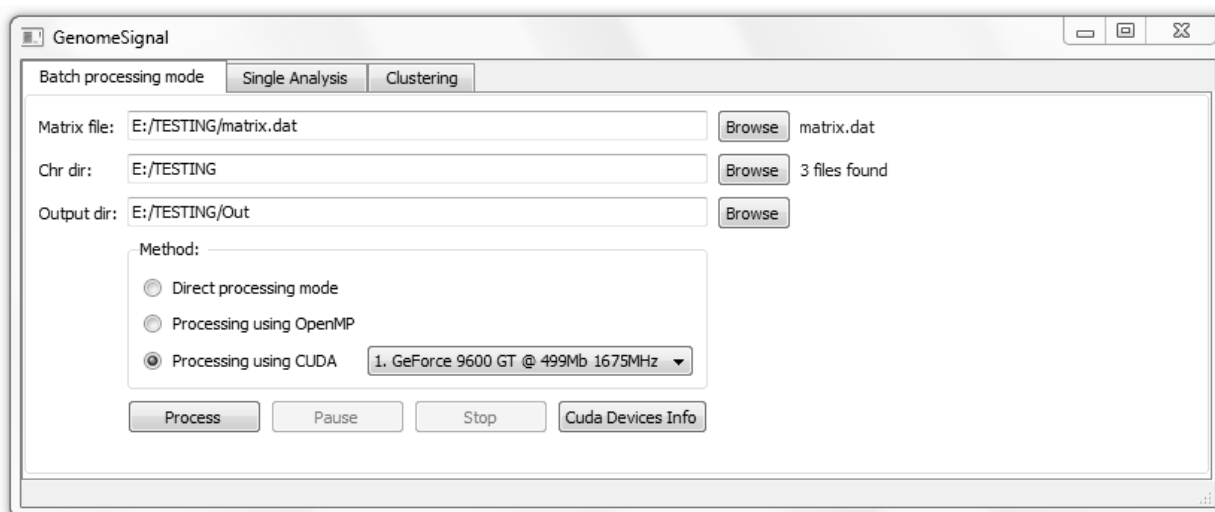 GenomeSignal
Batch processing mode Single Analysis Clustering
Matrix file: E:/TESTING/matrix.dat Browse matrix.dat
Chr dir: E:/TESTING Browse 3 files found
Output dir: E:/TESTING/Out Browse
Method:
Direct processing mode
Processing using OpenMP
Processing using CUDA 1. GeForce 9600 GT @ 499Mb 1675MHz
Process Pause Stop Cuda Devices Info